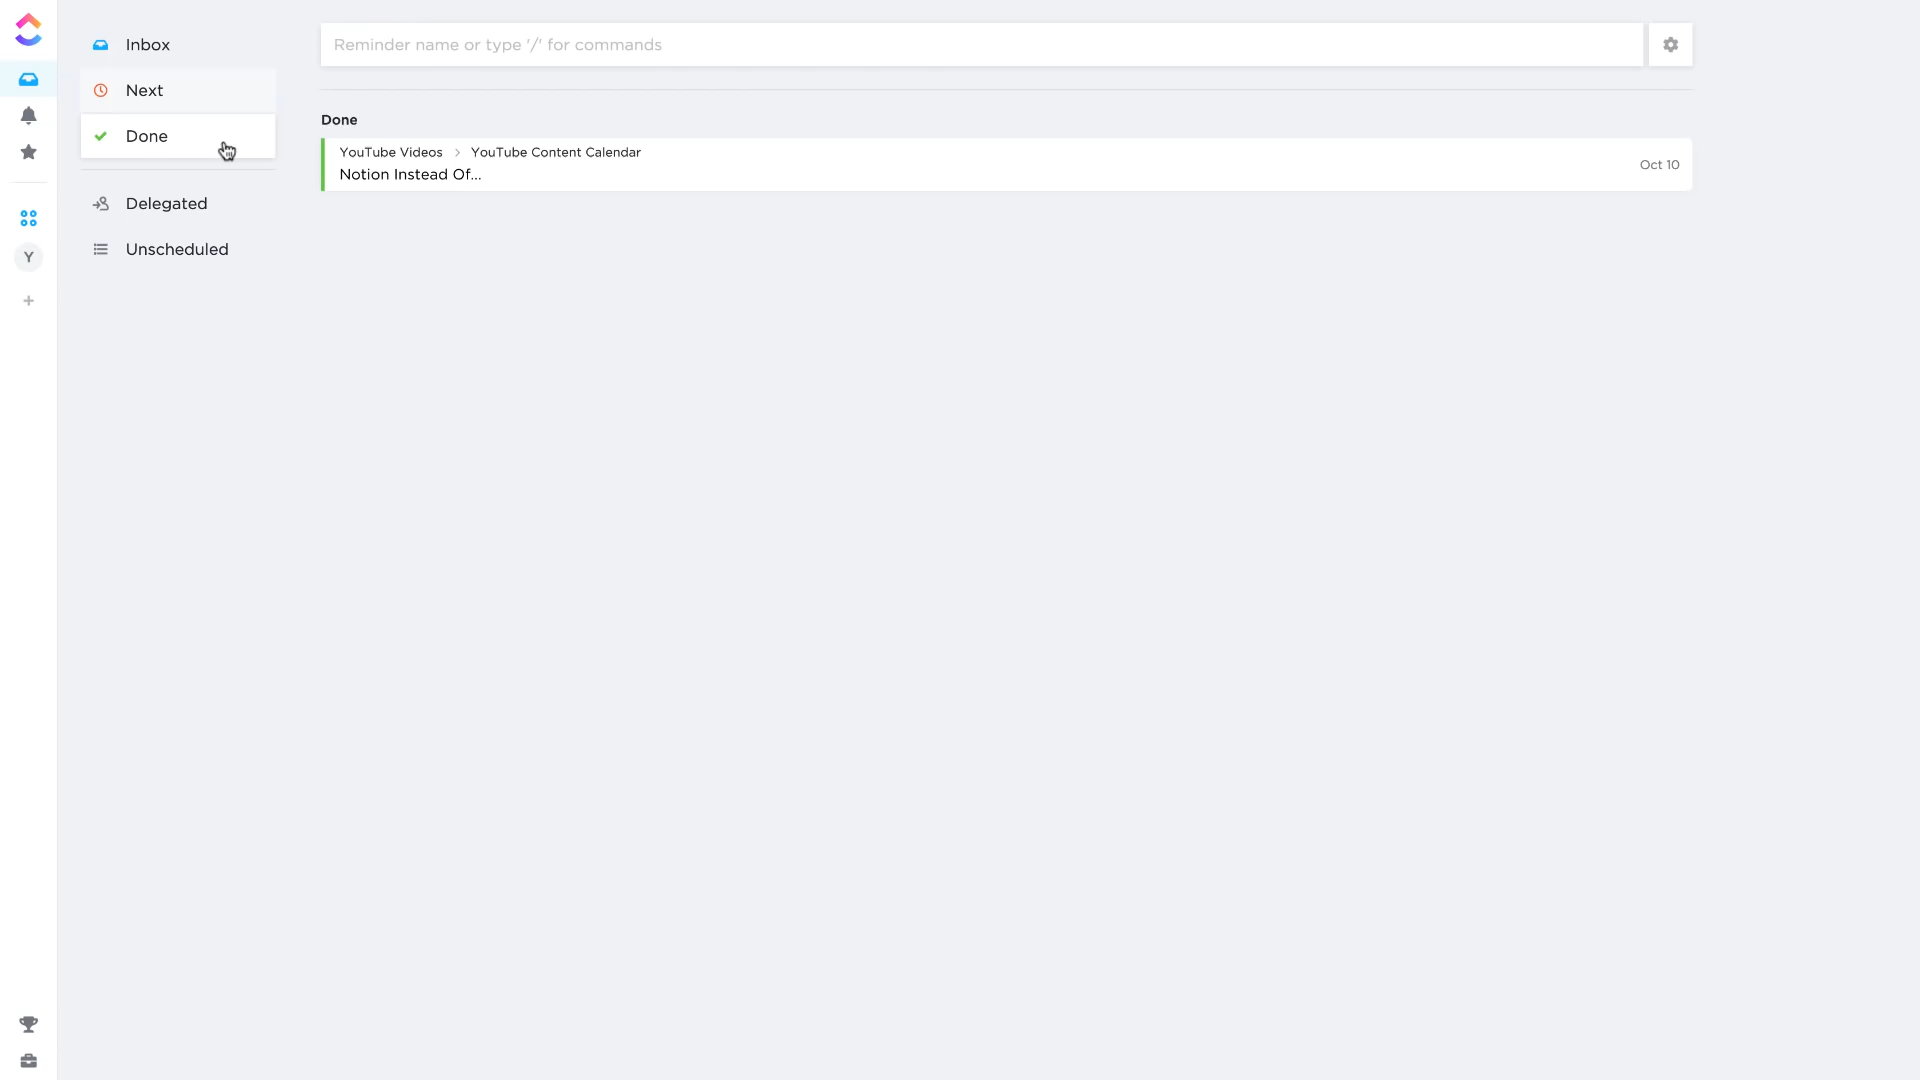 Inbox
Next
Done
Delegated
Unscheduled
Y
Reminder name or type '/' for commands
Done
YouTube Videos > YouTube Content Calendar
Notion Instead Of...
Oct 10